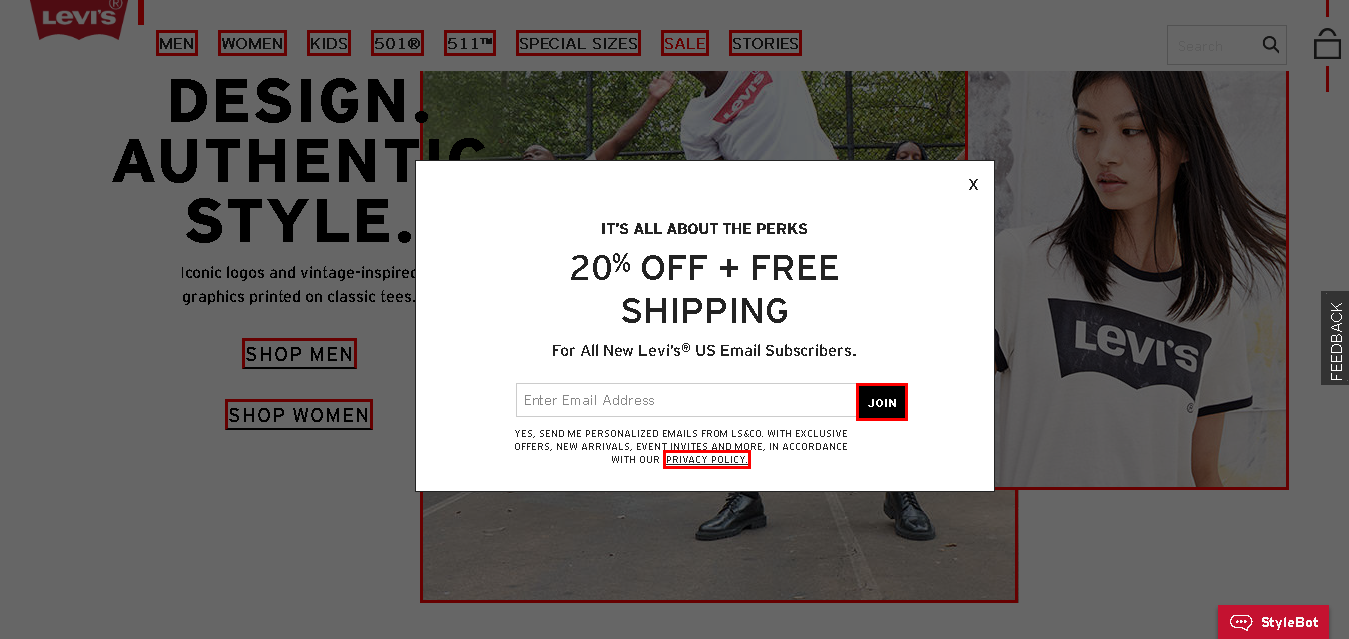 LEVI'S®
MEN WOMEN KIDS 501® 511™ SPECIAL SIZES SALE STORIES
Search
DESIGN.
AUTHENTIC
STYLE.
Iconic logos and vintage-inspired
graphics printed on classic tees.
SHOP MEN
SHOP WOMEN
X
IT'S ALL ABOUT THE PERKS
20% OFF + FREE
SHIPPING
For All New Levi's® US Email Subscribers.
Enter Email Address
JOIN
YES, SEND ME PERSONALIZED EMAILS FROM LS&CO. WITH EXCLUSIVE
OFFERS, NEW ARRIVALS, EVENT INVITES AND MORE, IN ACCORDANCE
WITH OUR PRIVACY POLICY.
Levi's
Levi's
®
FEEDBACK
StyleBot